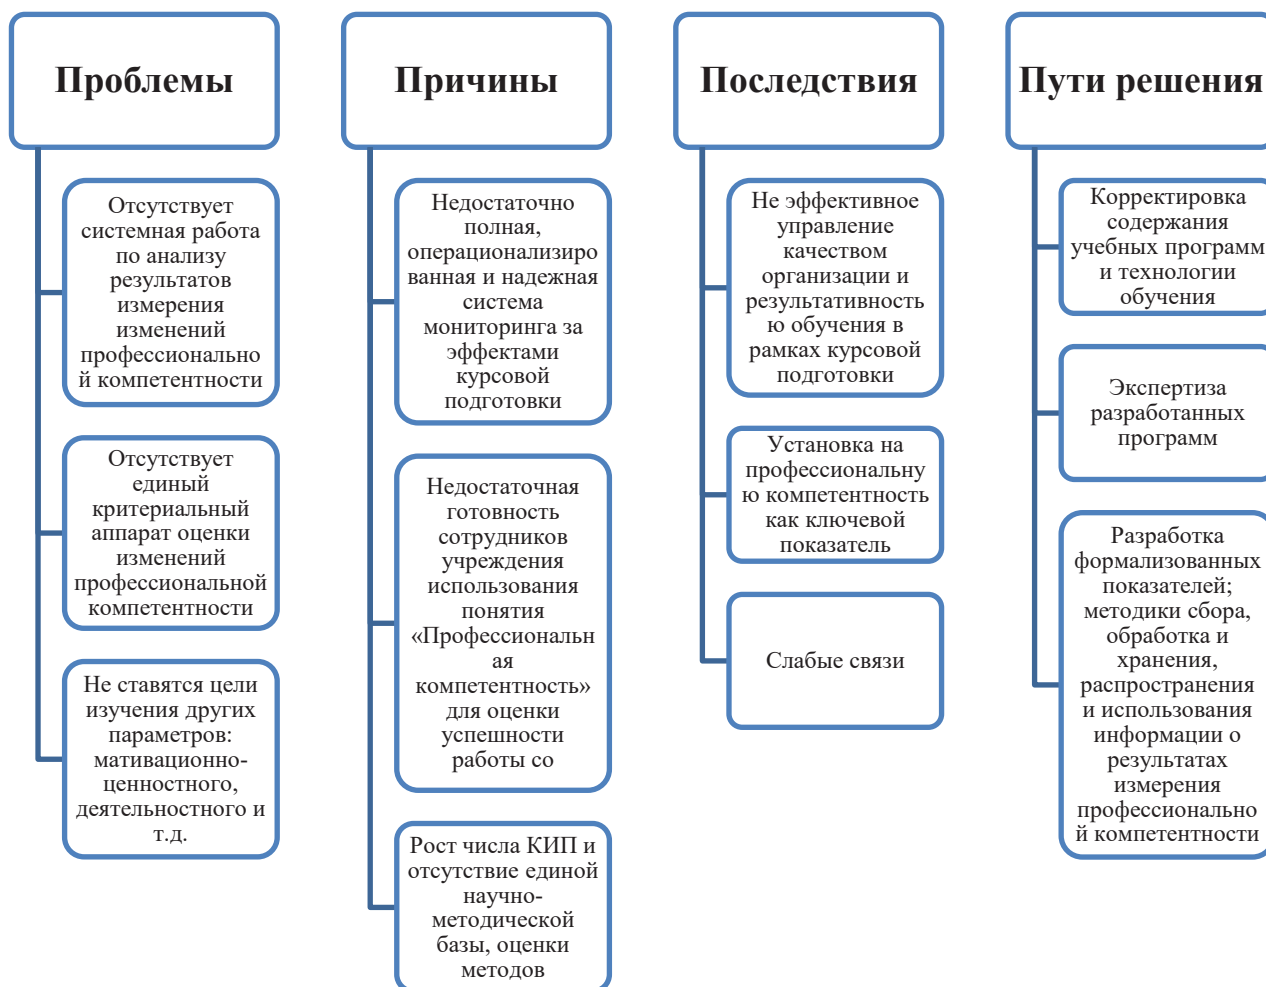 Проблемы
Отсутствует
системная работа
по анализу
результатов
измерения
изменений
профессионально
й компетентности
Отсутствует
единый
критериальный
аппарат оценки
изменений
профессиональной
компетентности
Не ставятся цели
изучения других
параметров:
мативационно-
ценностного,
деятельностного и
т.д.
Причины
Недостаточно
полная,
операционализиро
ванная и надежная
система
мониторинга за
эффектами
курсовой
подготовки
Недостаточная
готовность
сотрудников
учреждения
использования
понятия
«Профессиональн
ая
компетентность»
для оценки
успешности
работы со
Рост числа КИП и
отсутствие единой
научно-
методической
базы, оценки
методов
Последствия
Не эффективное
управление
качеством
организации и
результативность
ю обучения в
рамках курсовой
подготовки
Установка на
профессиональну
ю компетентность
как ключевой
показатель
Слабые связи
Пути решения
Корректировка
содержания
учебных программ
и технологии
обучения
Экспертиза
разработанных
программ
Разработка
формализованных
показателей;
методики сбора,
обработка и
хранения,
распространения
и использования
информации о
результатах
измерения
профессионально
й компетентности